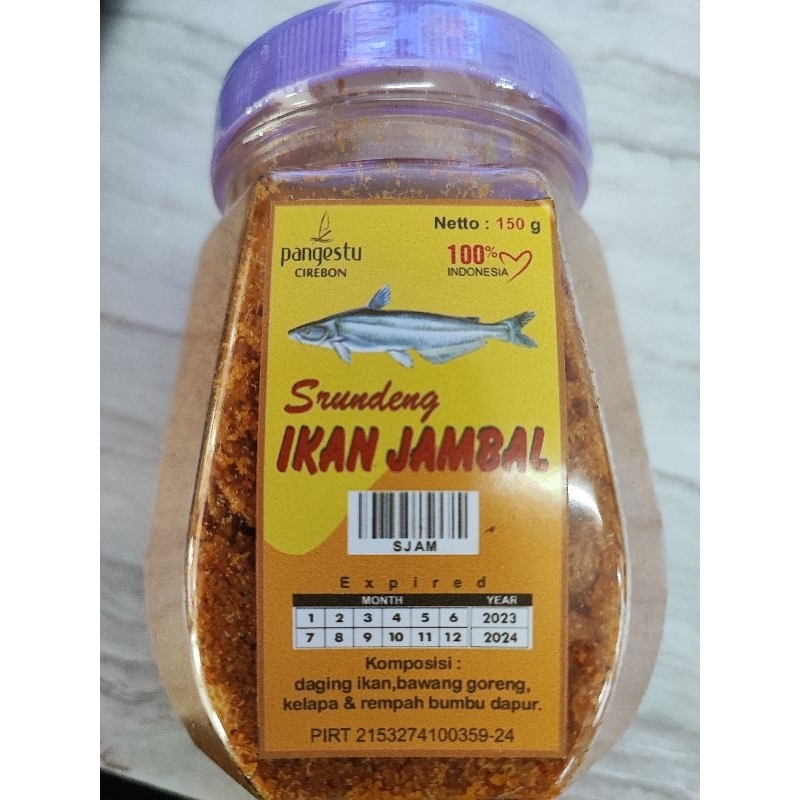 pangestu
CIREBON
Netto : 150 g
100%
INDONESIA
Srundeng
IKAN JAMBAL
SJAM
Expired
MONTH YEAR
1 2 3 4 5 6 2023
7 8 9 10 11 12 2024
Komposisi :
daging ikan,bawang goreng,
kelapa & rempah bumbu dapur.
PIRT 2153274100359-24